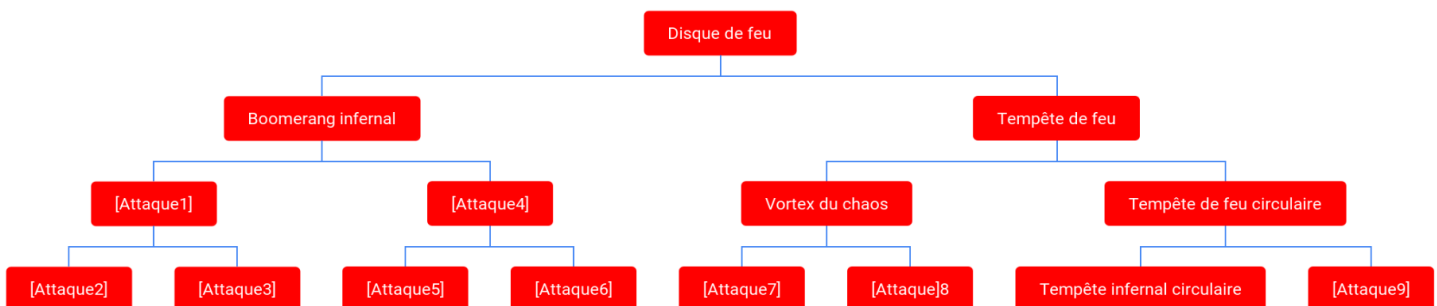 Disque de feu
Boomerang infernal
Tempête de feu
[Attaque1]
[Attaque4]
Vortex du chaos
Tempête de feu circulaire
[Attaque2]
[Attaque3]
[Attaque5]
[Attaque6]
[Attaque7]
[Attaque]8
Tempête infernal circulaire
[Attaque9]